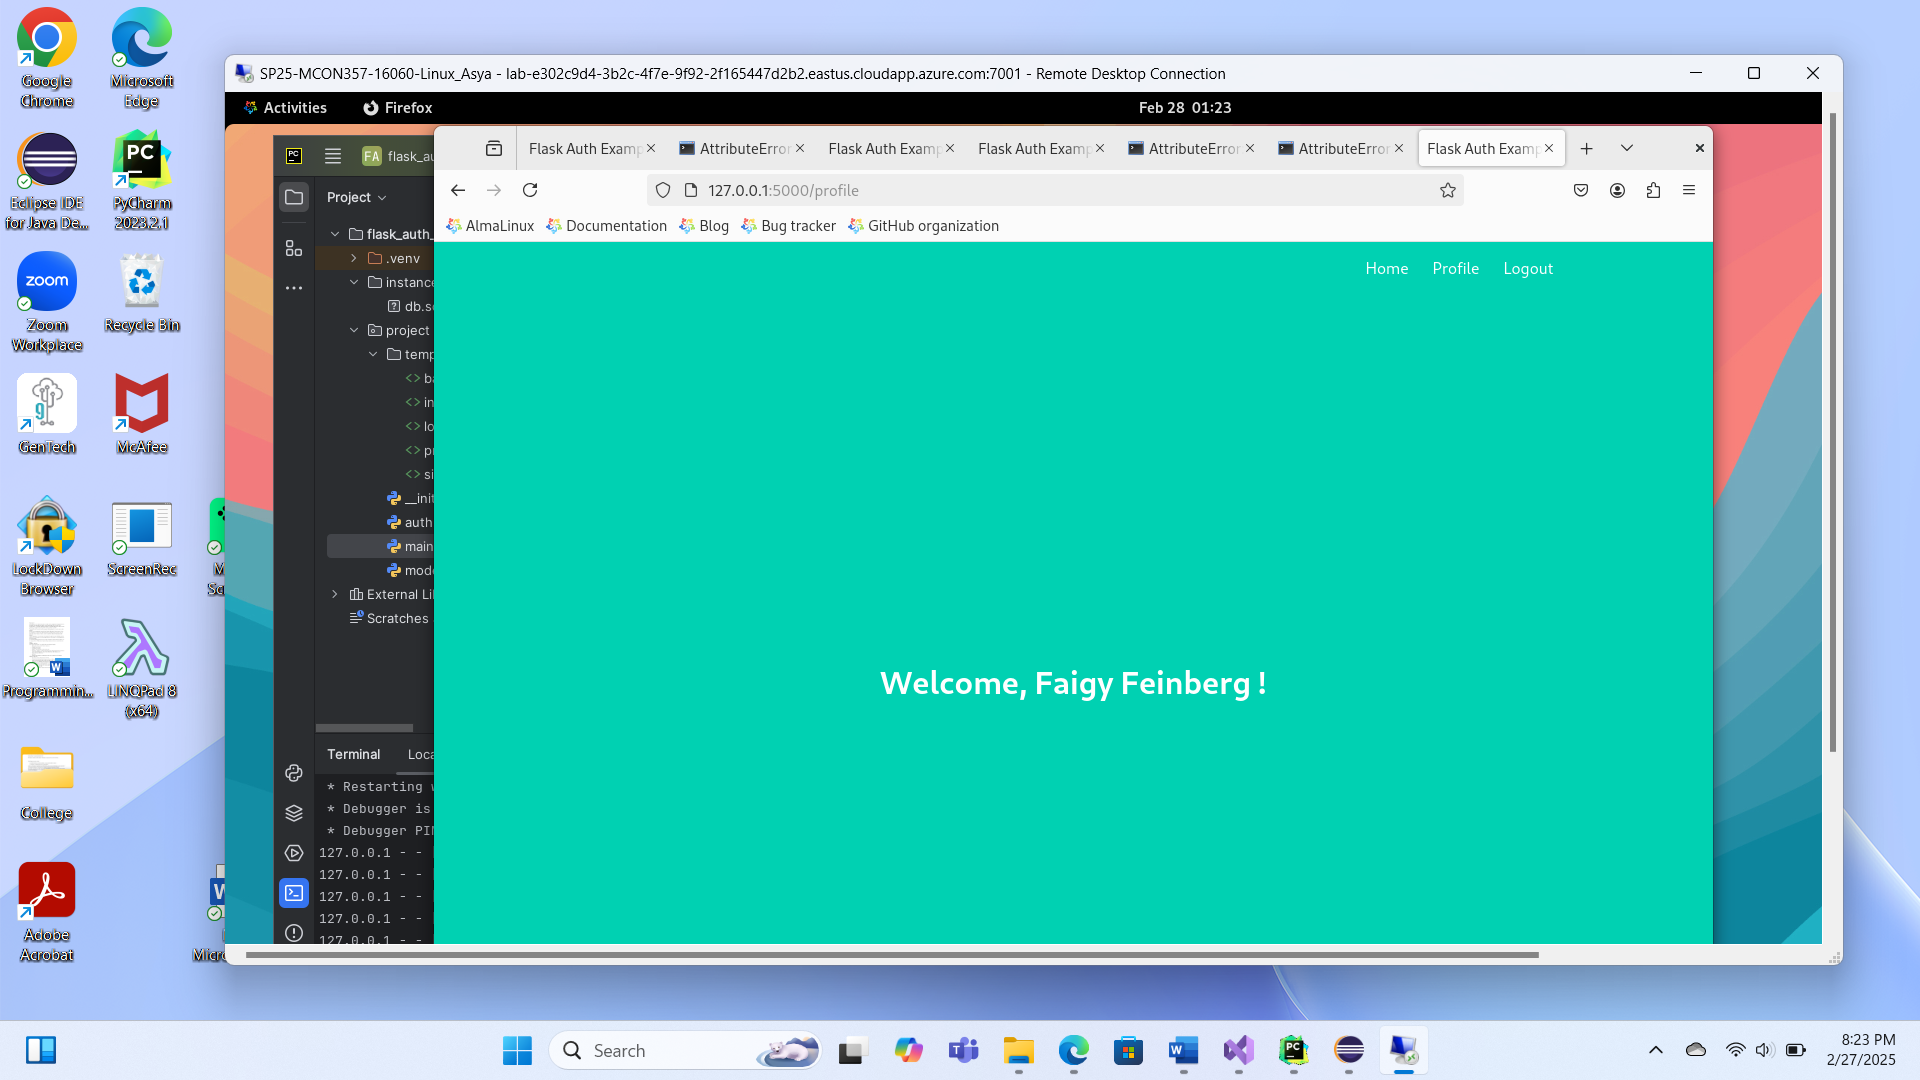 Google Chrome
Microsoft Edge
Eclipse IDE for Java De...
PyCharm 2023.2.1
zoom
Zoom Workplace
Recycle Bin
GenTech
McAfee
LockDown Browser
ScreenRec
Programmin...
LINQPad 8 (x64)
College
Adobe Acrobat
SP25-MCON357-16060-Linux_Asya - lab-e302c9d4-3b2c-4f7e-9f92-2f165447d2b2.eastus.cloudapp.azure.com:7001 - Remote Desktop Connection
Activities Firefox Feb 28 01:23
FA flask_au
Flask Auth Examp AttributeError Flask Auth Examp Flask Auth Examp AttributeError AttributeError Flask Auth Examp
127.0.0.1:5000/profile
AlmaLinux Documentation Blog Bug tracker GitHub organization
Home Profile Logout
Welcome, Faigy Feinberg !
Project
flask_auth_
.venv
instance
db.s
project
temp
ba
in
lo
pr
si
__init
auth
main
mode
External Li
Scratches
Terminal Loca
* Restarting w
* Debugger is
* Debugger PIN
127.0.0.1 - -
127.0.0.1 - -
127.0.0.1 - -
127.0.0.1 - -
127.0.0.1 - -
Search
8:23 PM
2/27/2025